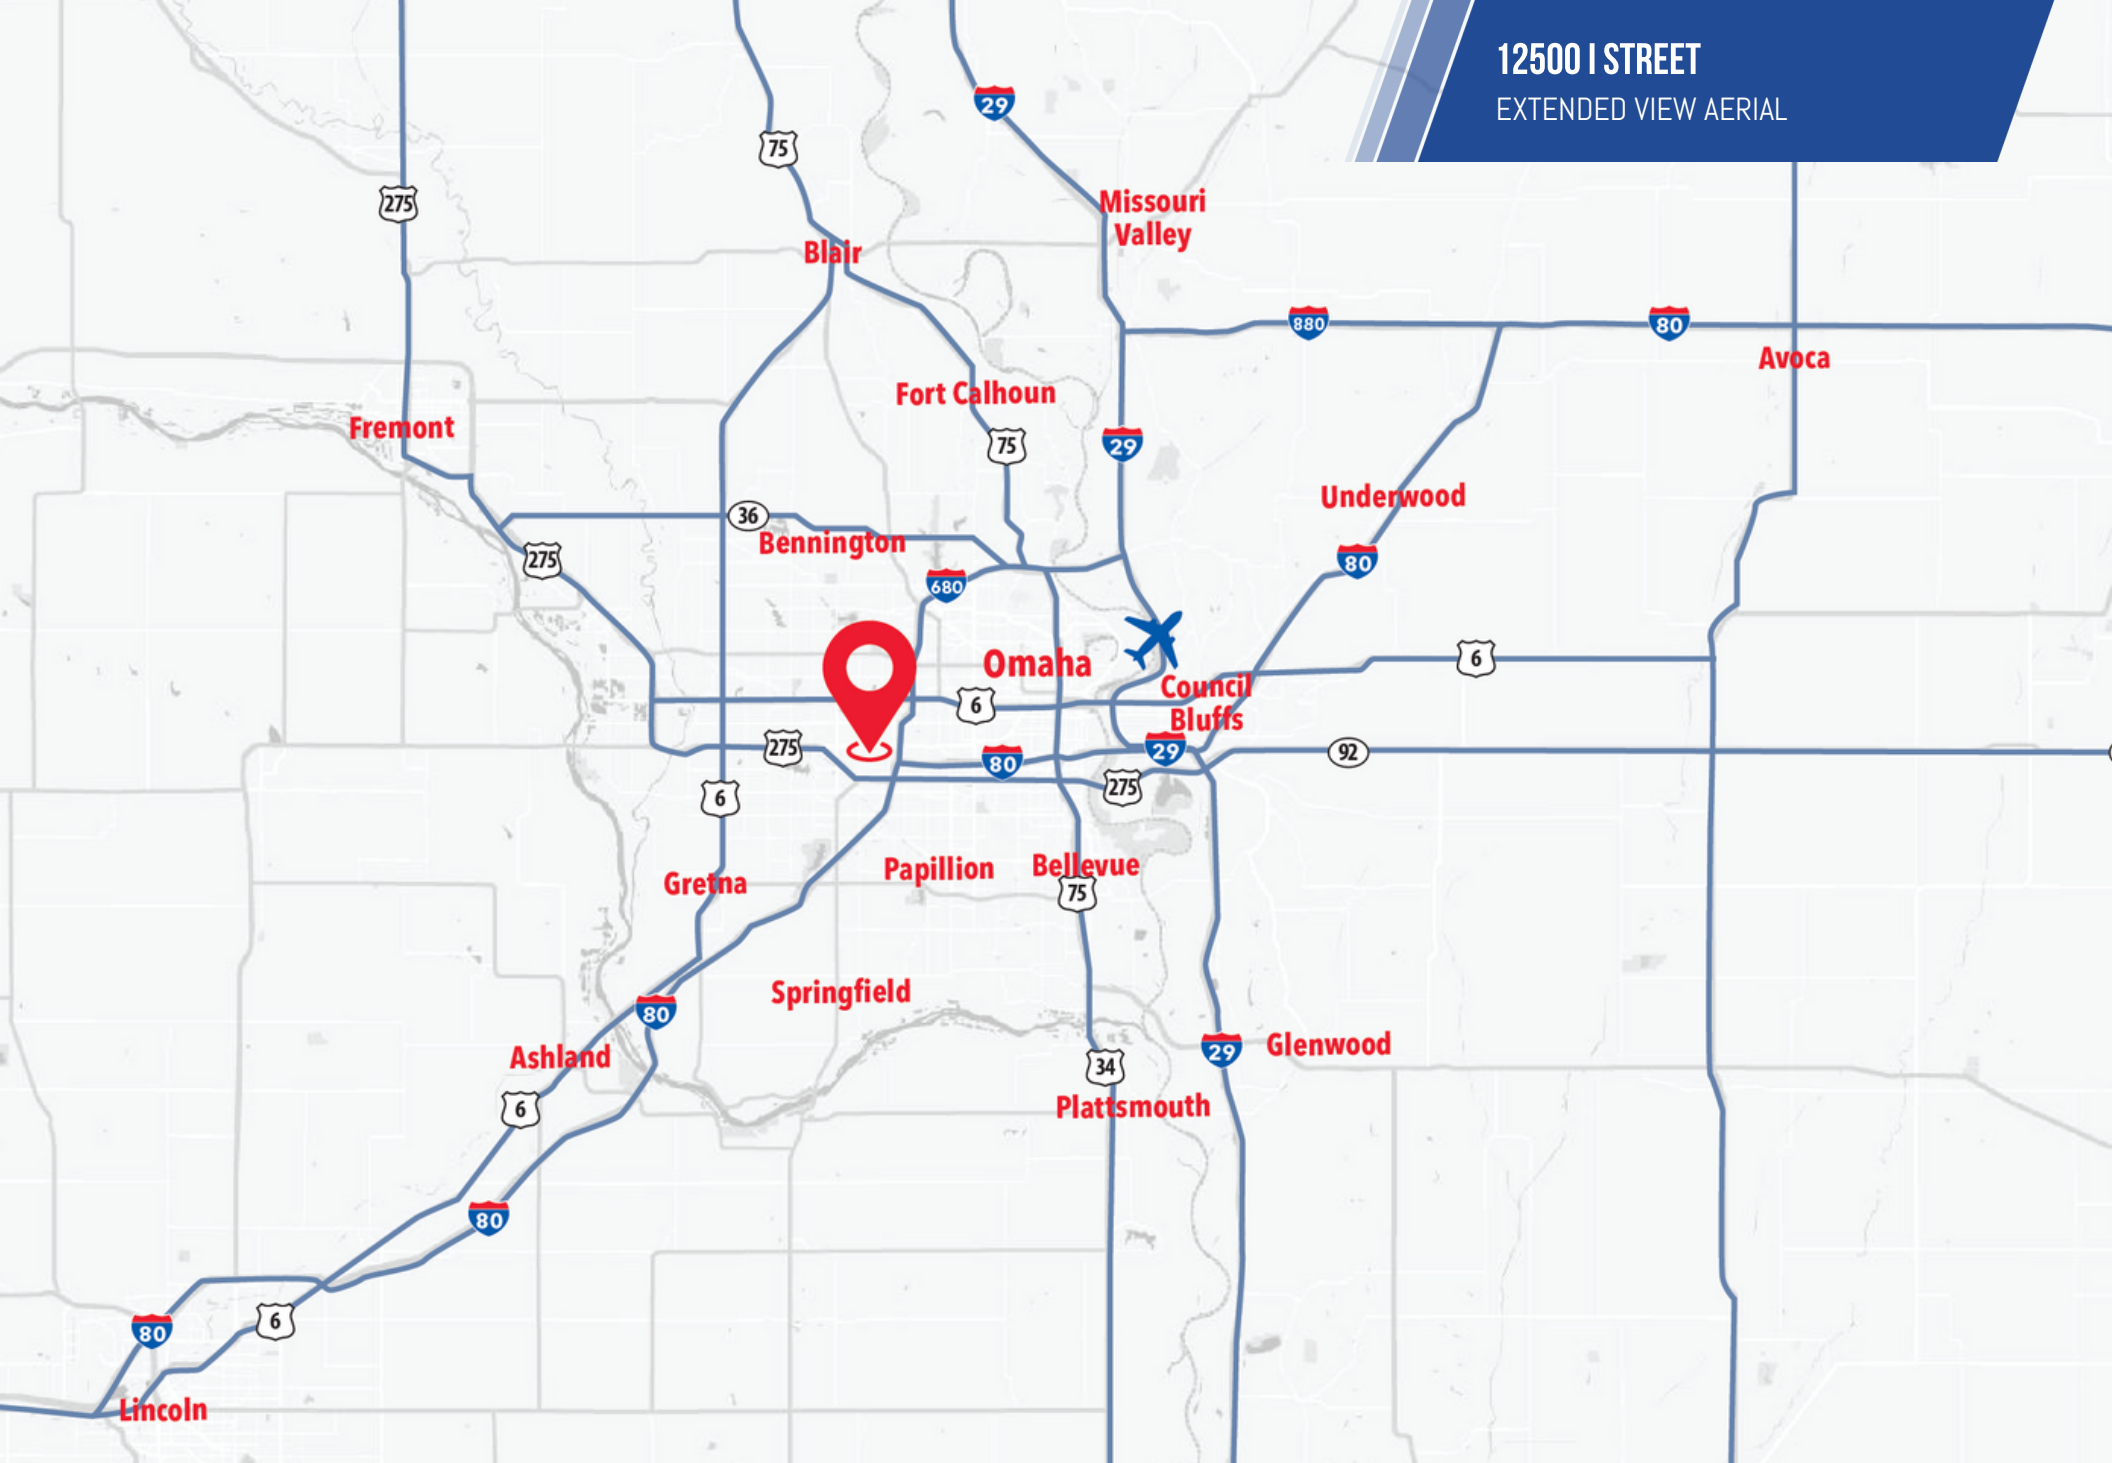 12500 I STREET
EXTENDED VIEW AERIAL
29
75
275
Missouri
Valley
Blair
880
80
Avoca
Fort Calhoun
Fremont
75
29
Underwood
36
Bennington
275
80
680
Omaha
6
Council
Bluffs
6
275
80
29
92
6
275
Gretna
Papillion
Bellevue
75
Springfield
80
Ashland
29
Glenwood
34
6
Plattsmouth
80
80
6
Lincoln